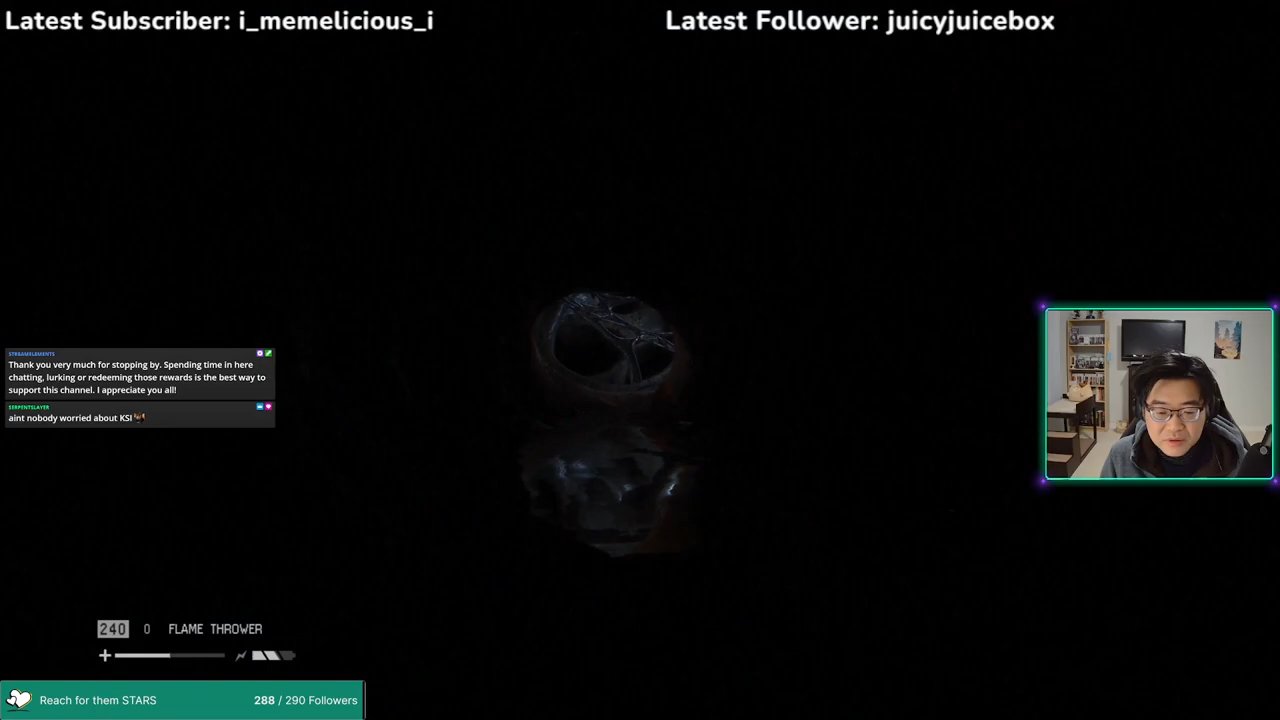 Latest Subscriber: i_memelicious_i
Latest Follower: juicyjuicebox
STREAMELEMENTS
Thank you very much for stopping by. Spending time in here
chatting, lurking or redeeming those rewards is the best way to
support this channel. I appreciate you all!
SERPENTSLAYER
aint nobody worried about KSI
240 0 FLAME THROWER
Reach for them STARS 288 / 290 Followers